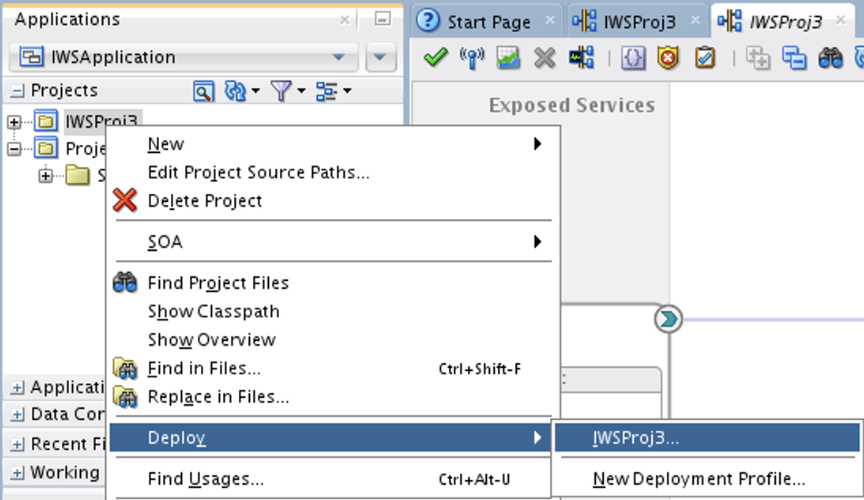 Applications
IWSApplication
Projects
IWSProj3
Proje
S
Applicati
Data Cor
Recent Fi
Working
Start Page
IWSProj3
IWSProj3
Exposed Services
New
Edit Project Source Paths...
Delete Project
SOA
Find Project Files
Show Classpath
Show Overview
Find in Files... Ctrl+Shift-F
Replace in Files...
Deploy
Find Usages... Ctrl+Alt-U
IWSProj3...
New Deployment Profile...